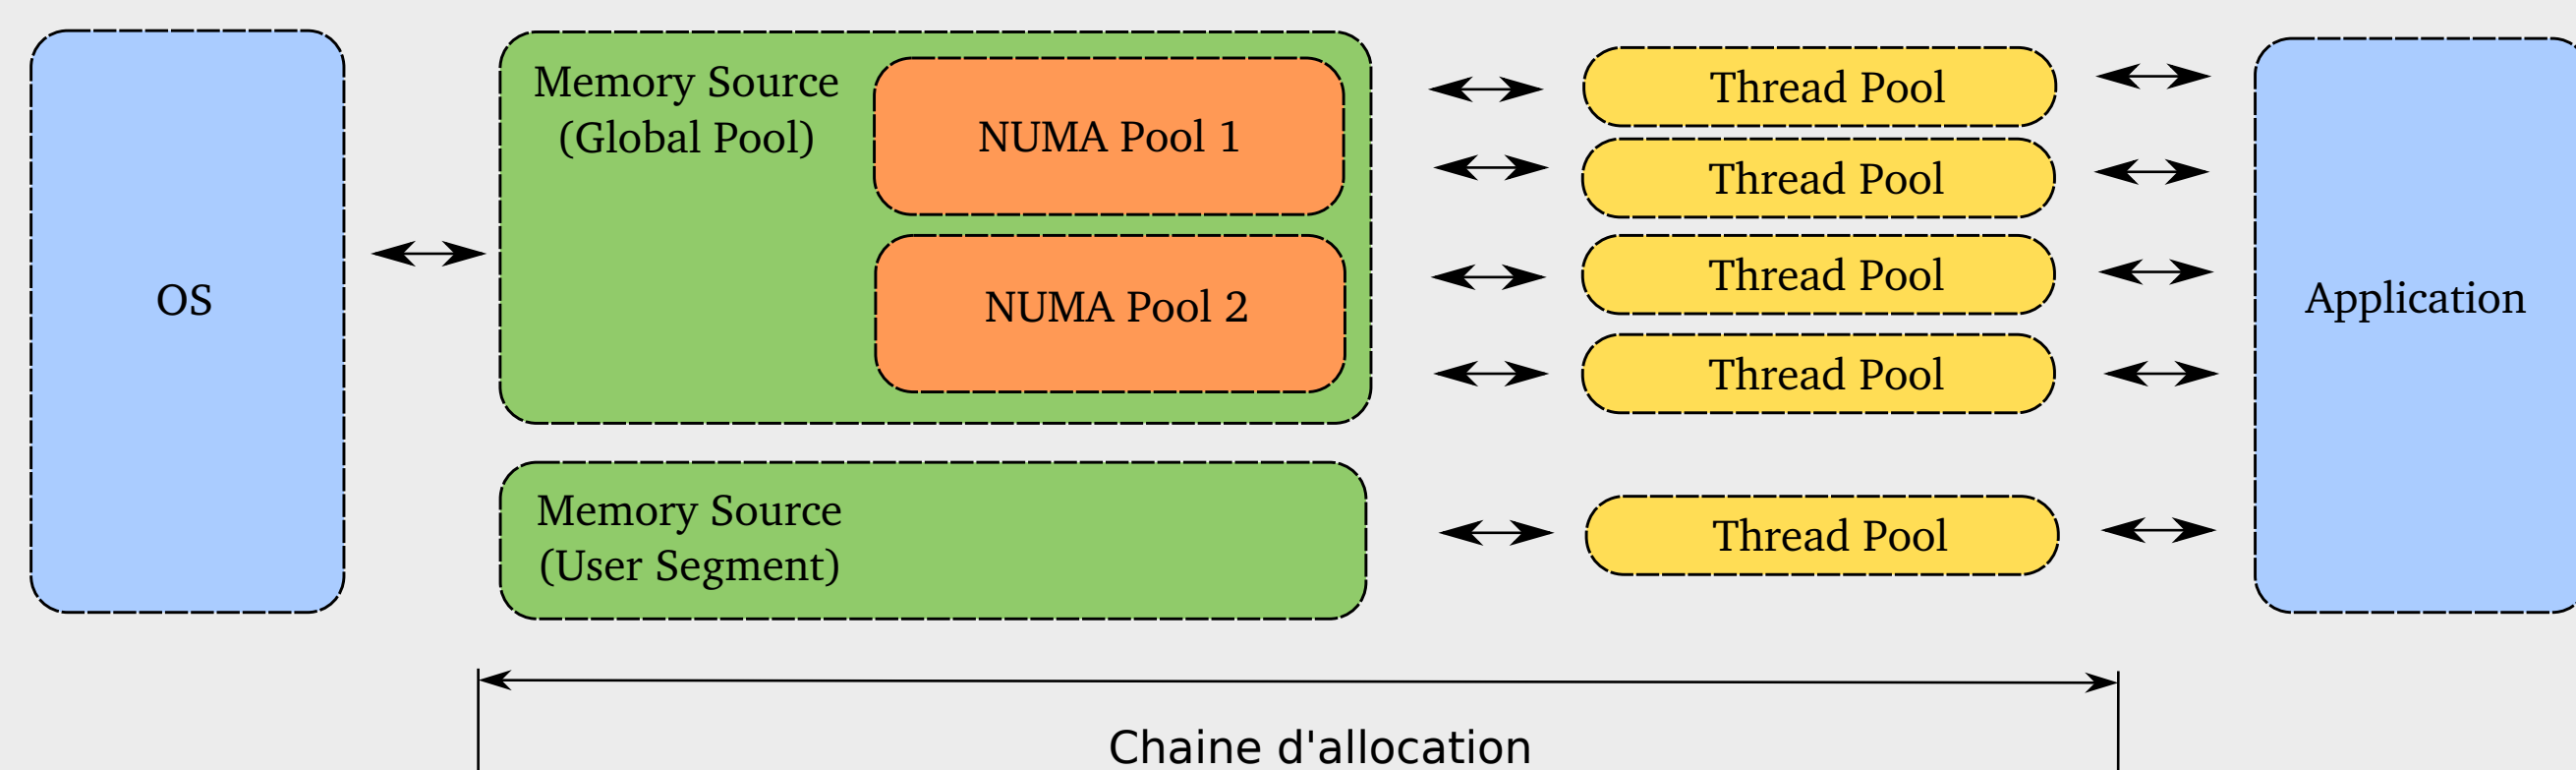 OS
Memory Source
(Global Pool)
NUMA Pool 1
NUMA Pool 2
Memory Source
(User Segment)
Thread Pool
Thread Pool
Thread Pool
Thread Pool
Thread Pool
Application
Chaine d'allocation